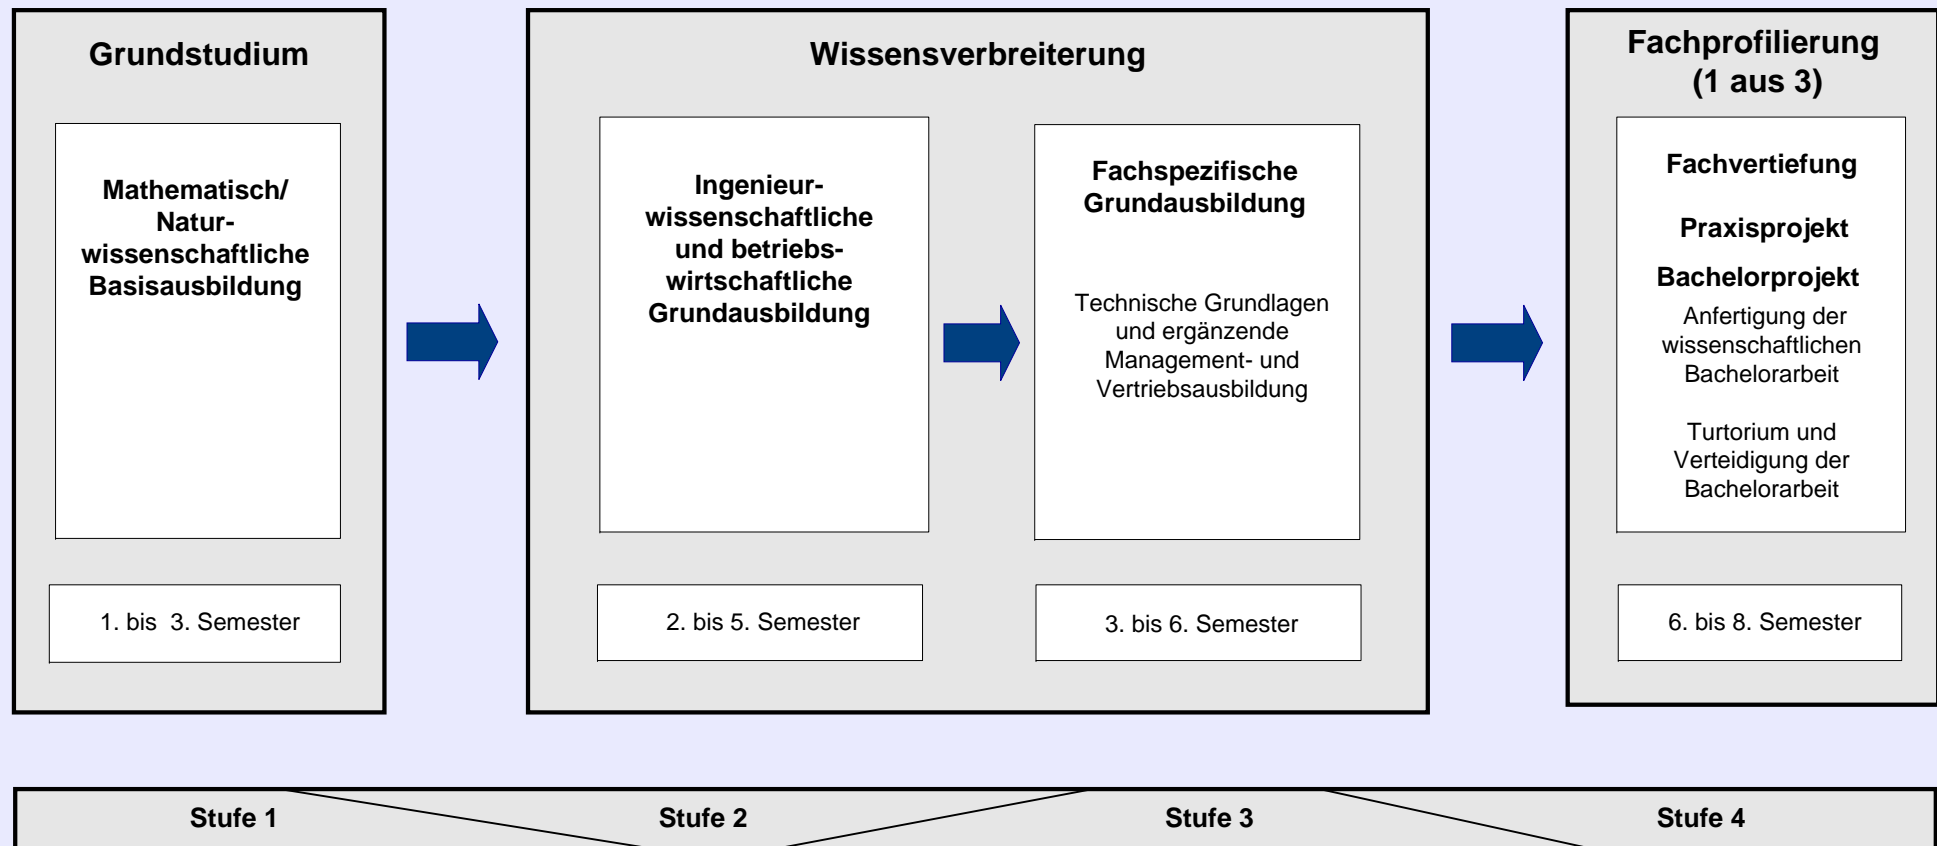 Grundstudium
Mathematisch/
Natur-
wissenschaftliche
Basisausbildung
1. bis 3. Semester
Wissensverbreiterung
Ingenieur-
wissenschaftliche
und betriebs-
wirtschaftliche
Grundausbildung
2. bis 5. Semester
Fachspezifische
Grundausbildung
Technische Grundlagen
und ergänzende
Management- und
Vertriebsausbildung
3. bis 6. Semester
Fachprofilierung
(1 aus 3)
Fachvertiefung
Praxisprojekt
Bachelorprojekt
Anfertigung der
wissenschaftlichen
Bachelorarbeit
Turtorium und
Verteidigung der
Bachelorarbeit
6. bis 8. Semester
Stufe 1
Stufe 2
Stufe 3
Stufe 4